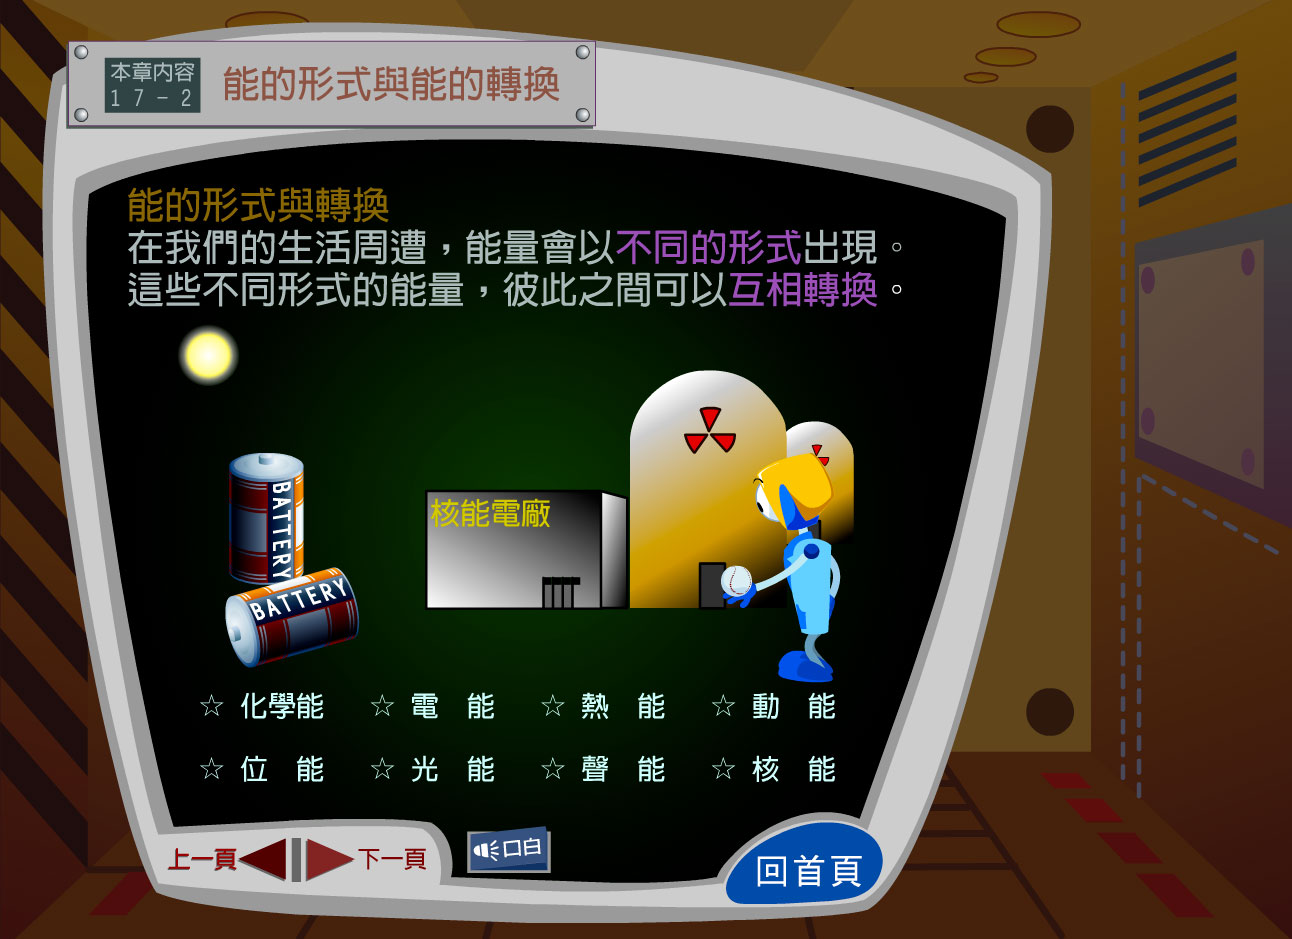 本章內容
17-2
能的形式與能的轉換
能的形式與轉換
在我們的生活周遭，能量會以不同的形式出現。
這些不同形式的能量，彼此之間可以互相轉換。
BATTERY
BATTERY
核能電廠
☆ 化學能 ☆ 電 能 ☆ 熱 能 ☆ 動 能
☆ 位 能 ☆ 光 能 ☆ 聲 能 ☆ 核 能
上一頁 下一頁
口白
回首頁